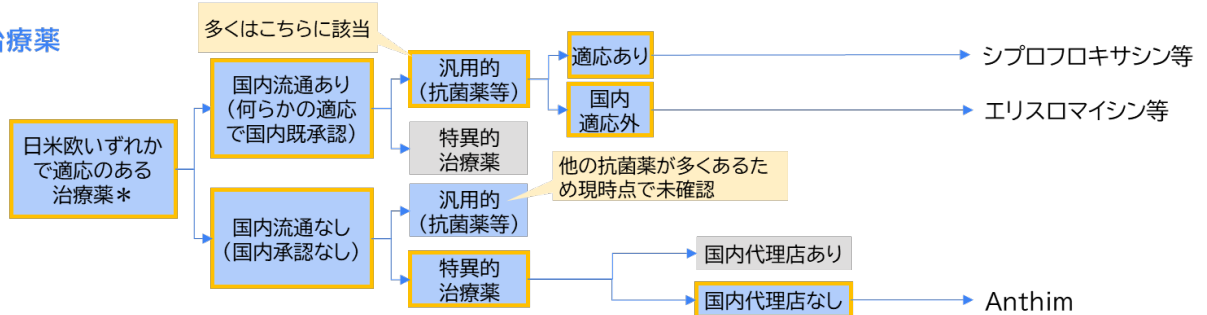 治療薬
多くはこちらに該当
日米欧いずれか
で適応のある
治療薬＊
国内流通あり
（何らかの適応
で国内既承認）
汎用的
（抗菌薬等）
適応あり
シプロフロキサシン等
国内
適応外
エリスロマイシン等
特異的
治療薬
国内流通なし
（国内承認なし）
汎用的
（抗菌薬等）
他の抗菌薬が多くあるた
め現時点で未確認
特異的
治療薬
国内代理店あり
国内代理店なし
Anthim